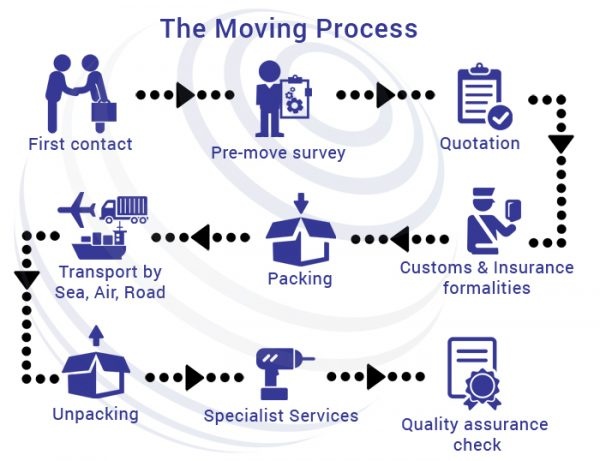 The Moving Process
First contact
Pre-move survey
Quotation
Customs & Insurance
formalities
Packing
Transport by
Sea, Air, Road
Unpacking
Specialist Services
Quality assurance
check